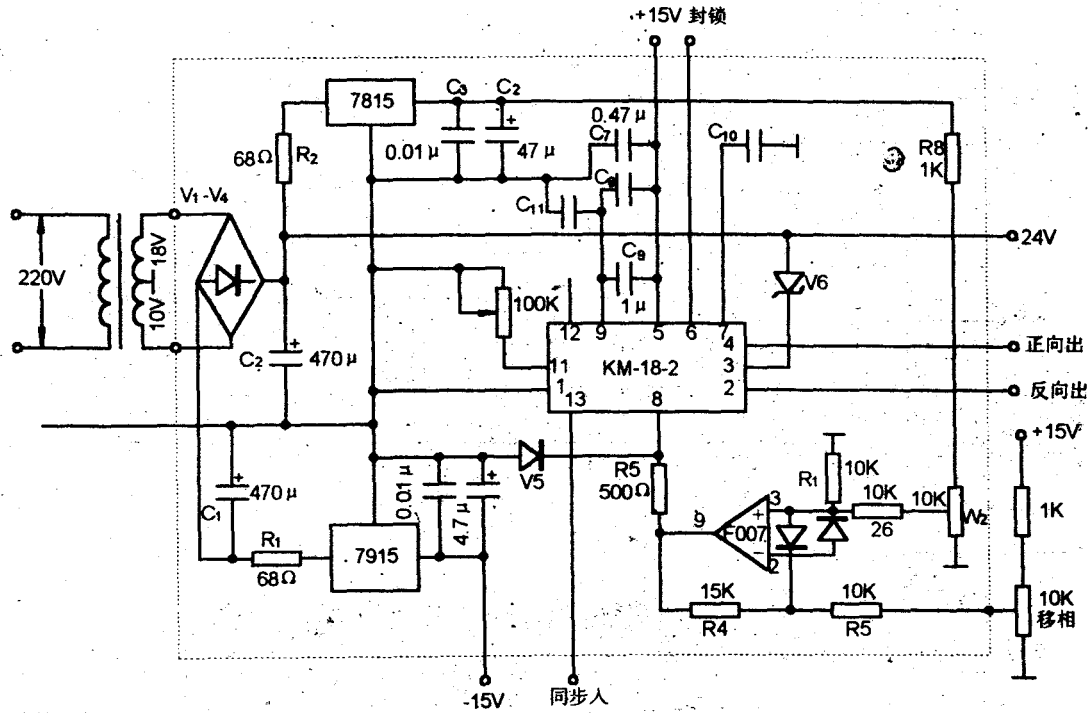 +15V 封锁
7815
C₃ C₂
0.47μ
68Ω R₂
0.01μ
47μ
C₇
C₁₀
R8
1K
V₁-V₄
C₁₁
220V
18V
10V
24V
C₉
1μ
V6
100K
12 9 5 6 7
4
正向出
C₂
470μ
11
KM-18-2
3
1
13
8
2
反向出
+15V
0.01μ
4.7μ
V5
R5
500Ω
R₁
10K
10K
10K
W₂
1K
C₁
470μ
9
3
+
F007
26
R₁
68Ω
7915
2
−
15K
R4
10K
R5
10K
移相
-15V
同步入